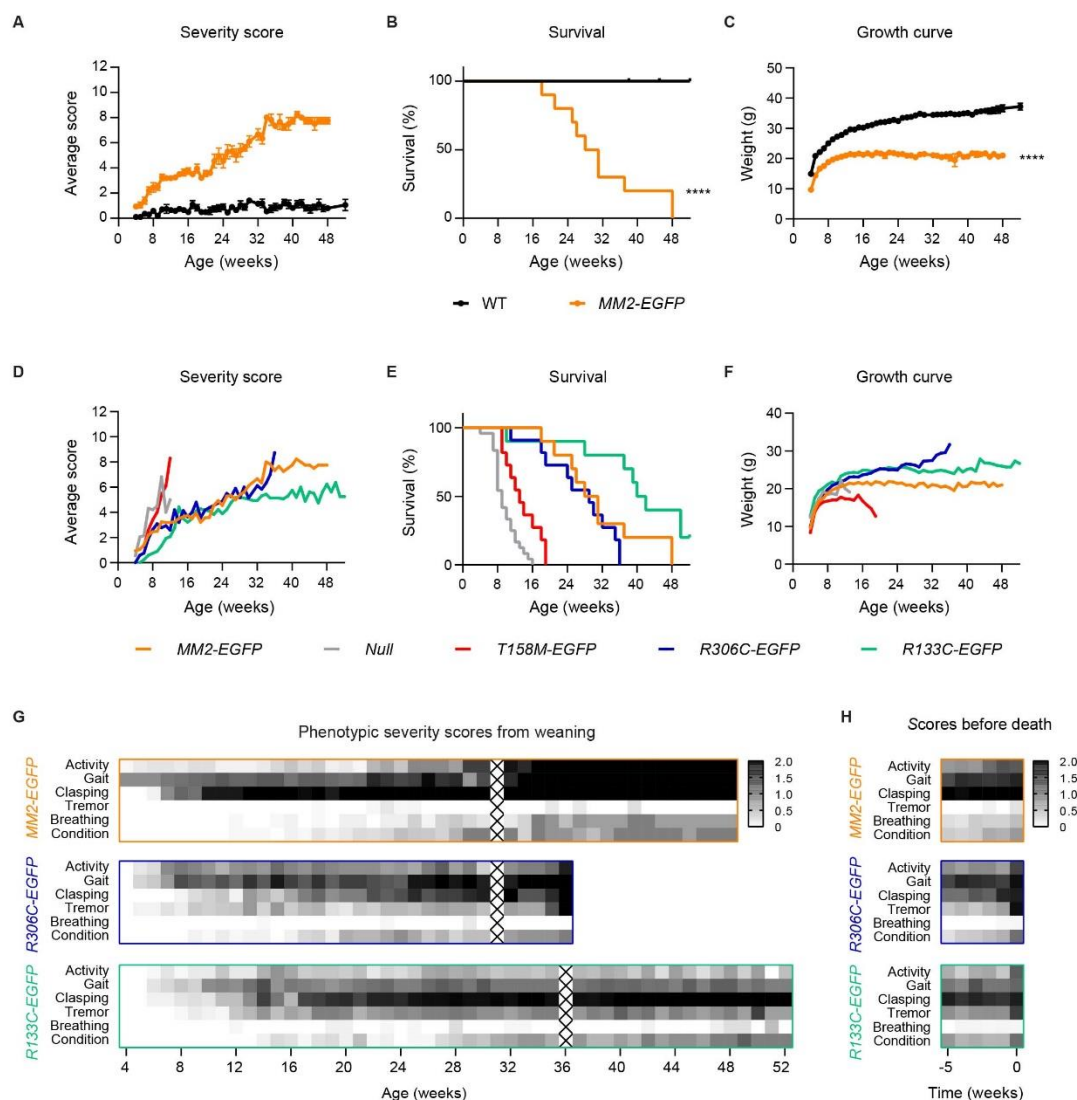 A
Severity score
12
10
8
6
4
2
0
Average score
0 8 16 24 32 40 48
Age (weeks)
B
Survival
100
50
0
Survival (%)
0 8 16 24 32 40 48
Age (weeks)
****
C
Growth curve
50
40
30
20
10
0
Weight (g)
0 8 16 24 32 40 48
Age (weeks)
****
WT MM2-EGFP
D
Severity score
12
10
8
6
4
2
0
Average score
0 8 16 24 32 40 48
Age (weeks)
E
Survival
100
50
0
Survival (%)
0 8 16 24 32 40 48
Age (weeks)
F
Growth curve
40
30
20
10
0
Weight (g)
0 8 16 24 32 40 48
Age (weeks)
MM2-EGFP Null T158M-EGFP R306C-EGFP R133C-EGFP
G
Phenotypic severity scores from weaning
MM2-EGFP
Activity
Gait
Clasping
Tremor
Breathing
Condition
2.0
1.5
1.0
0.5
0
R306C-EGFP
Activity
Gait
Clasping
Tremor
Breathing
Condition
R133C-EGFP
Activity
Gait
Clasping
Tremor
Breathing
Condition
4 8 12 16 20 24 28 32 36 40 44 48 52
Age (weeks)
H
Scores before death
MM2-EGFP
Activity
Gait
Clasping
Tremor
Breathing
Condition
2.0
1.5
1.0
0.5
0
R306C-EGFP
Activity
Gait
Clasping
Tremor
Breathing
Condition
R133C-EGFP
Activity
Gait
Clasping
Tremor
Breathing
Condition
-5 0
Time (weeks)